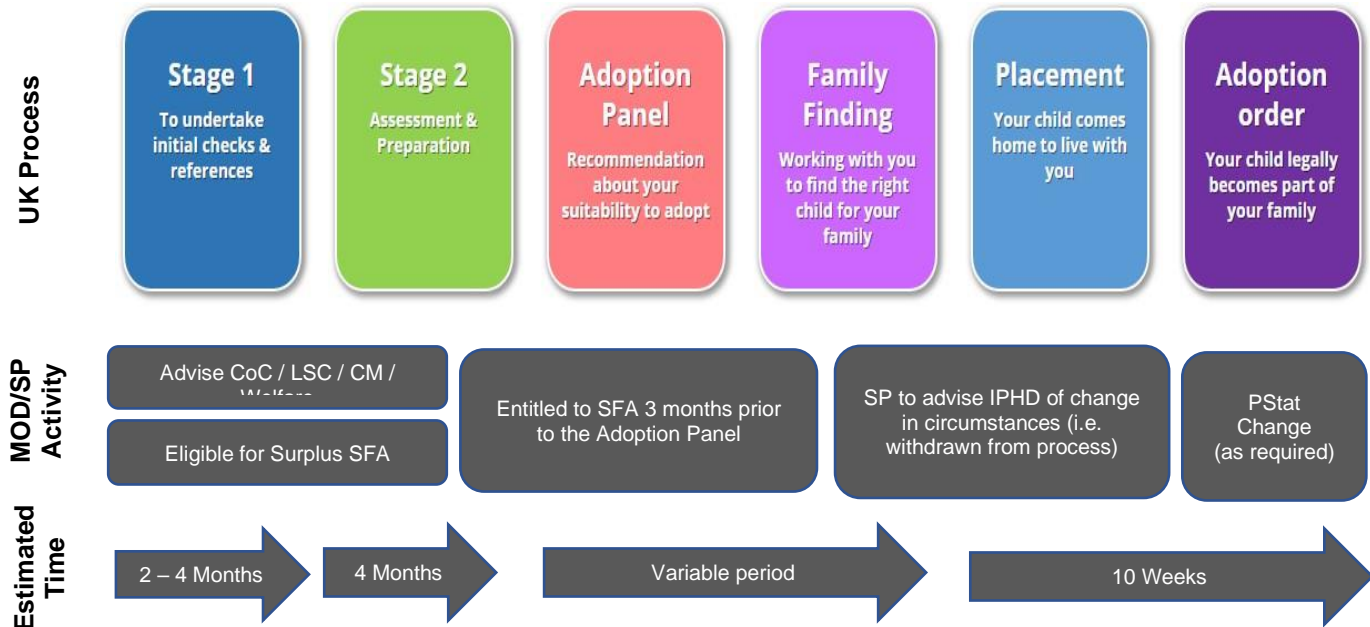 UK Process
Stage 1
To undertake
initial checks &
references
Stage 2
Assessment &
Preparation
Adoption
Panel
Recommendation
about your
suitability to adopt
Family
Finding
Working with you
to find the right
child for your
family
Placement
Your child comes
home to live with
you
Adoption
order
Your child legally
becomes part of
your family
MOD/SP
Activity
Advise CoC / LSC / CM /
Welfare
Eligible for Surplus SFA
Entitled to SFA 3 months prior
to the Adoption Panel
SP to advise IPHD of change
in circumstances (i.e.
withdrawn from process)
PStat
Change
(as required)
Estimated
Time
2 – 4 Months
4 Months
Variable period
10 Weeks